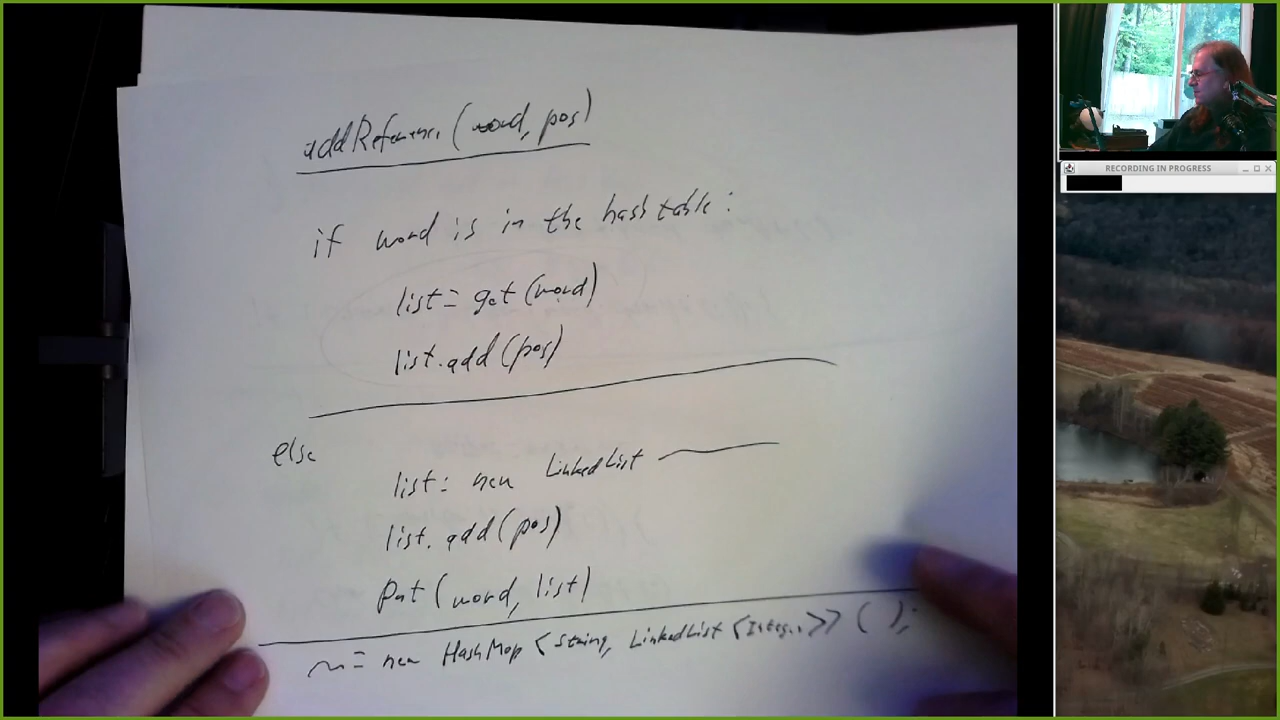 addReference (word, pos)
if word is in the hash table:
list = get (word)
list.add (pos)
else
list = new LinkedList
list.add (pos)
Put (word, list)
= new HashMap <String, LinkedList <Integer>> ( );
RECORDING IN PROGRESS